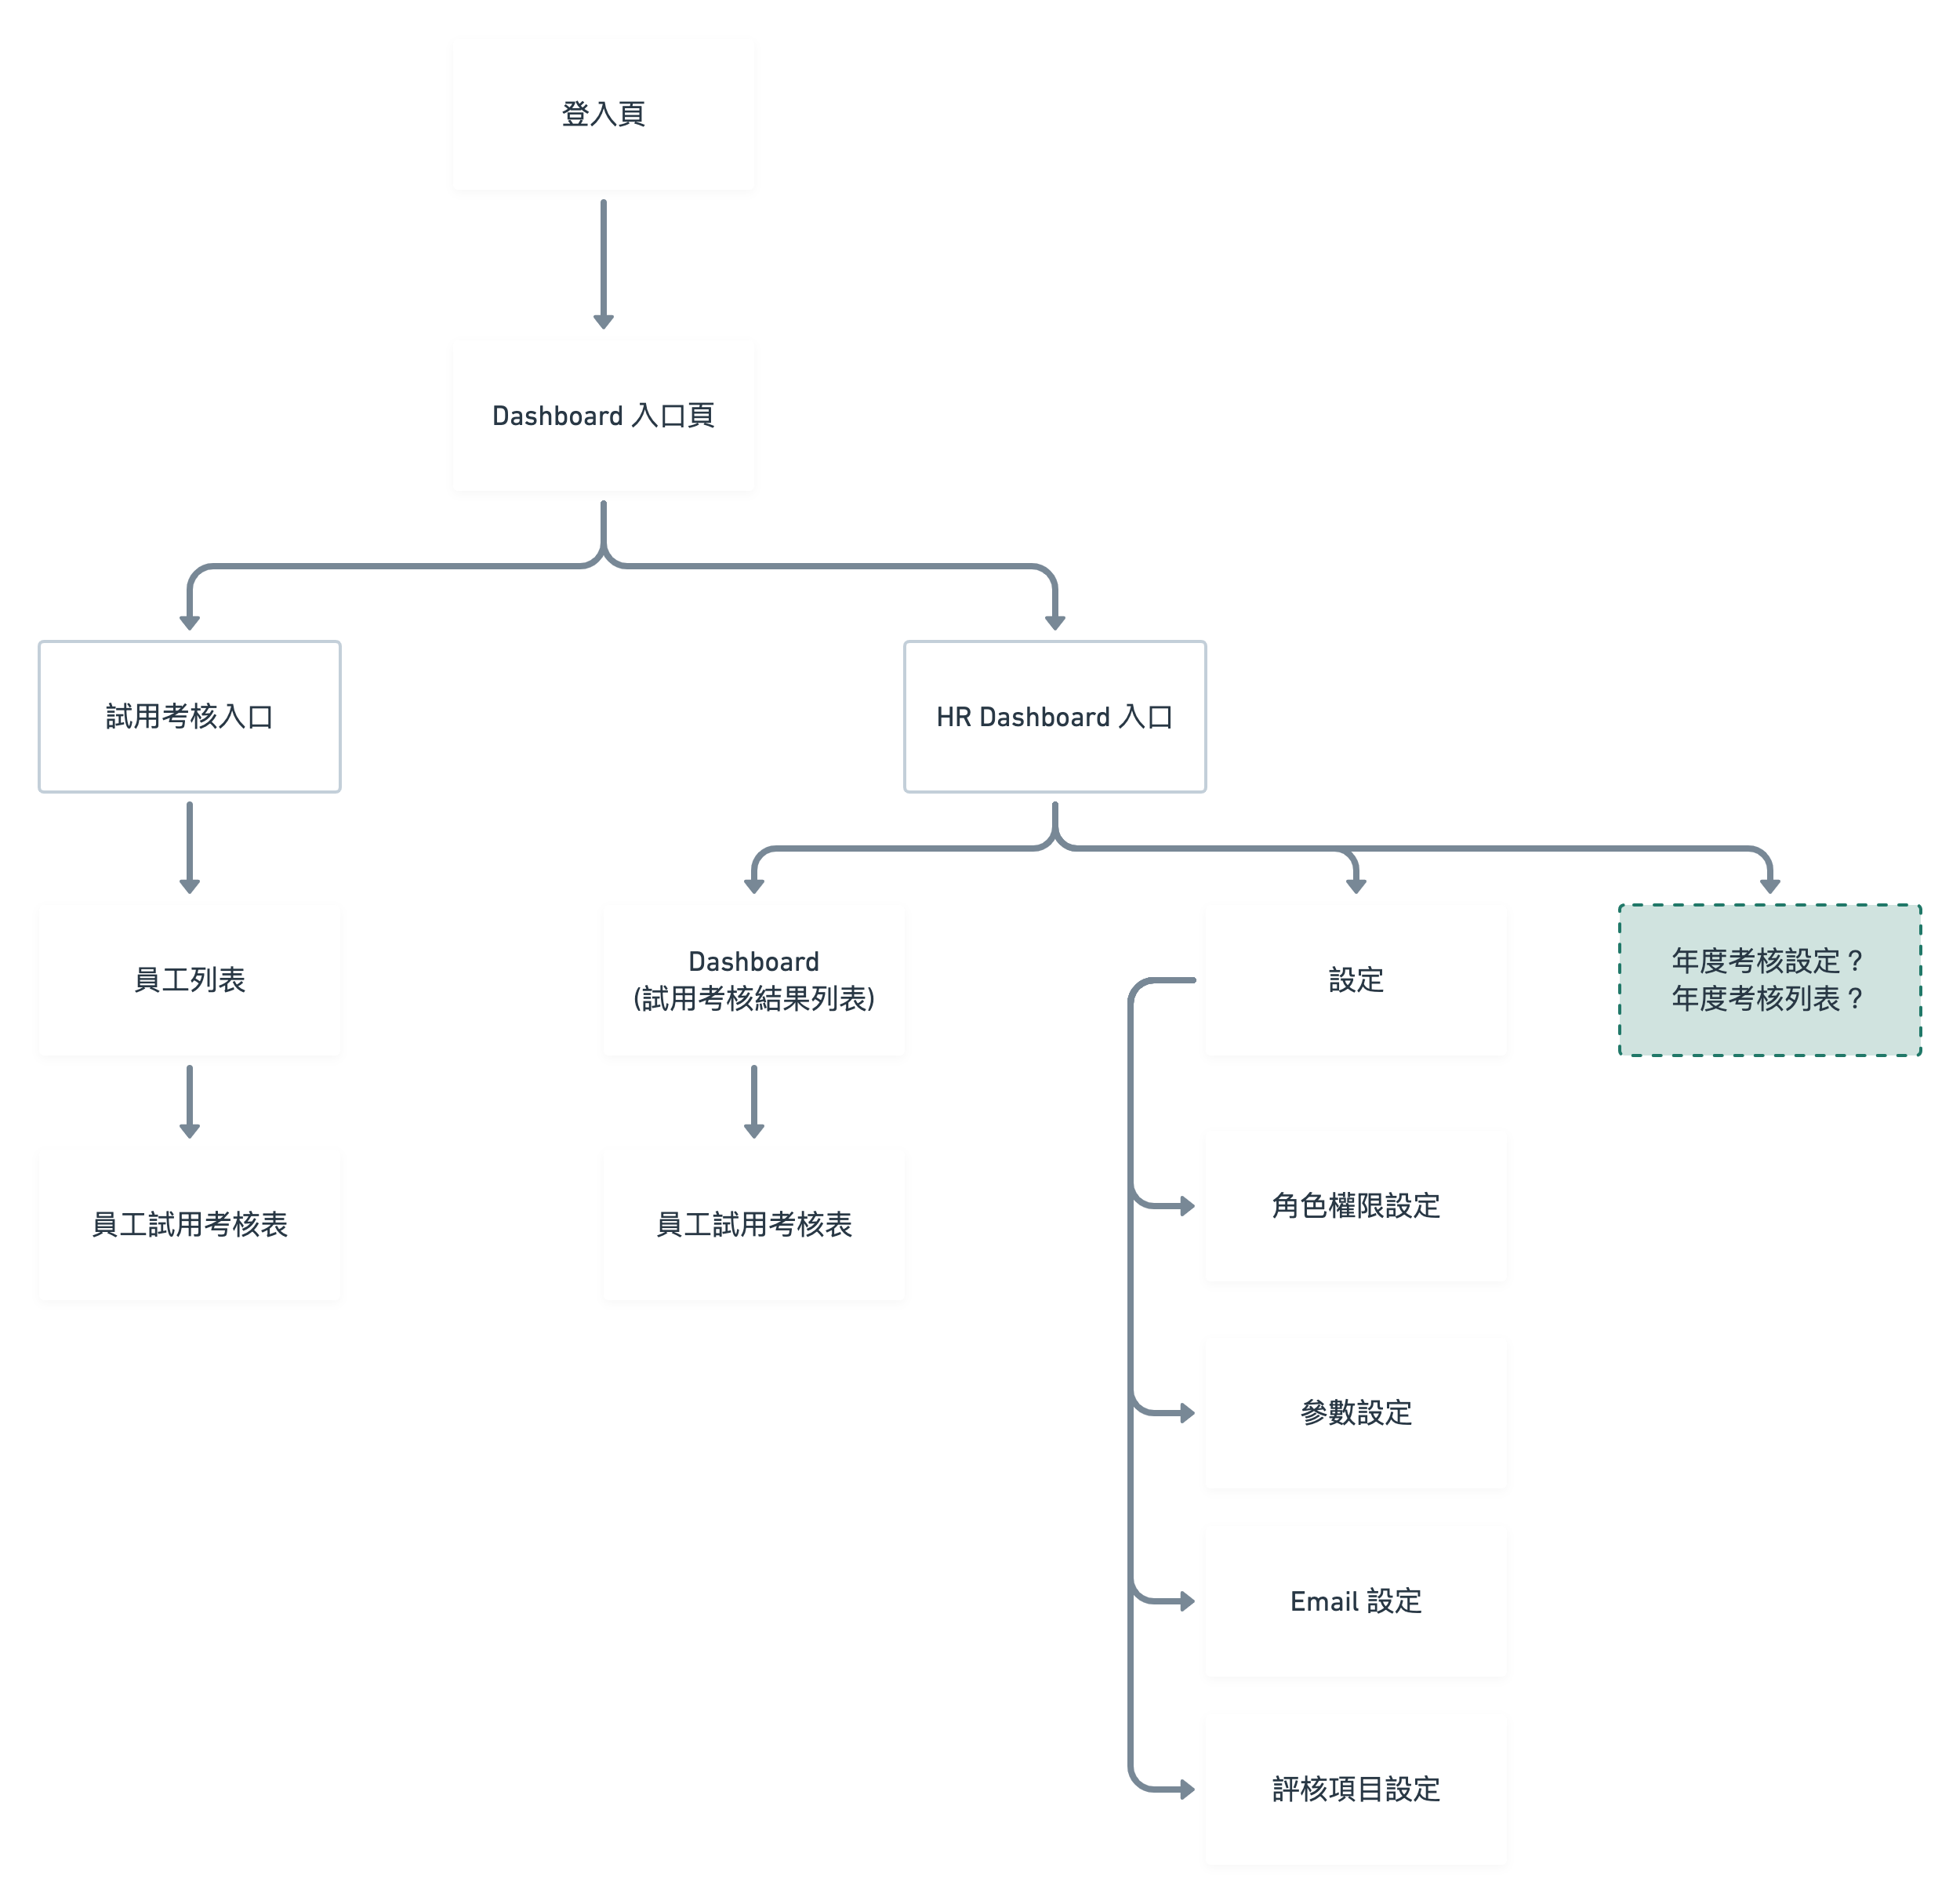 登入頁
Dashboard 入口頁
試用考核入口
HR Dashboard 入口
員工列表
Dashboard
(試用考核結果列表)
設定
年度考核設定？
年度考核列表？
員工試用考核表
員工試用考核表
角色權限設定
參數設定
Email 設定
評核項目設定